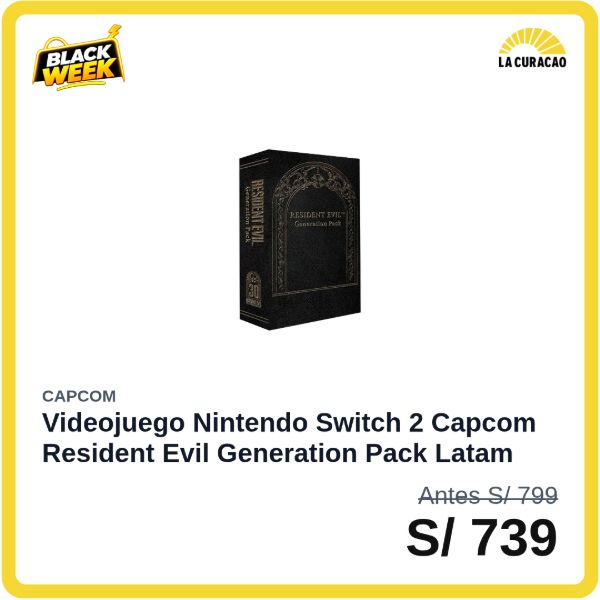 BLACK
WEEK
LA CURACAO
RESIDENT EVIL
Generation Pack
RESIDENT EVIL
Generation Pack
30
CAPCOM
Videojuego Nintendo Switch 2 Capcom
Resident Evil Generation Pack Latam
Antes S/ 799
S/ 739